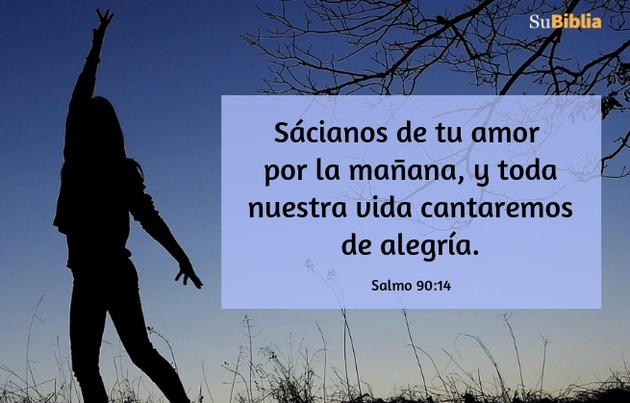 SuBiblia
Sácianos de tu amor
por la mañana, y toda
nuestra vida cantaremos
de alegría.
Salmo 90:14